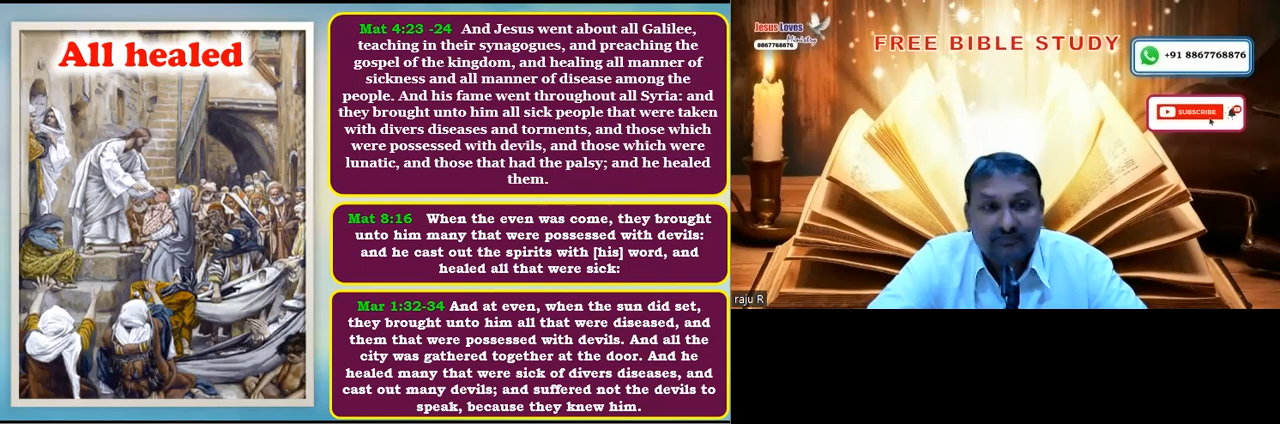 All healed
Mat 4:23 -24 And Jesus went about all Galilee,
teaching in their synagogues, and preaching the
gospel of the kingdom, and healing all manner of
sickness and all manner of disease among the
people. And his fame went throughout all Syria: and
they brought unto him all sick people that were taken
with divers diseases and torments, and those which
were possessed with devils, and those which were
lunatic, and those that had the palsy; and he healed
them.
Mat 8:16 When the even was come, they brought
unto him many that were possessed with devils:
and he cast out the spirits with [his] word, and
healed all that were sick:
Mar 1:32-34 And at even, when the sun did set,
they brought unto him all that were diseased, and
them that were possessed with devils. And all the
city was gathered together at the door. And he
healed many that were sick of divers diseases, and
cast out many devils; and suffered not the devils to
speak, because they knew him.
Jesus Loves
Ministry
8867768876
FREE BIBLE STUDY
+91 8867768876
SUBSCRIBE
raju R